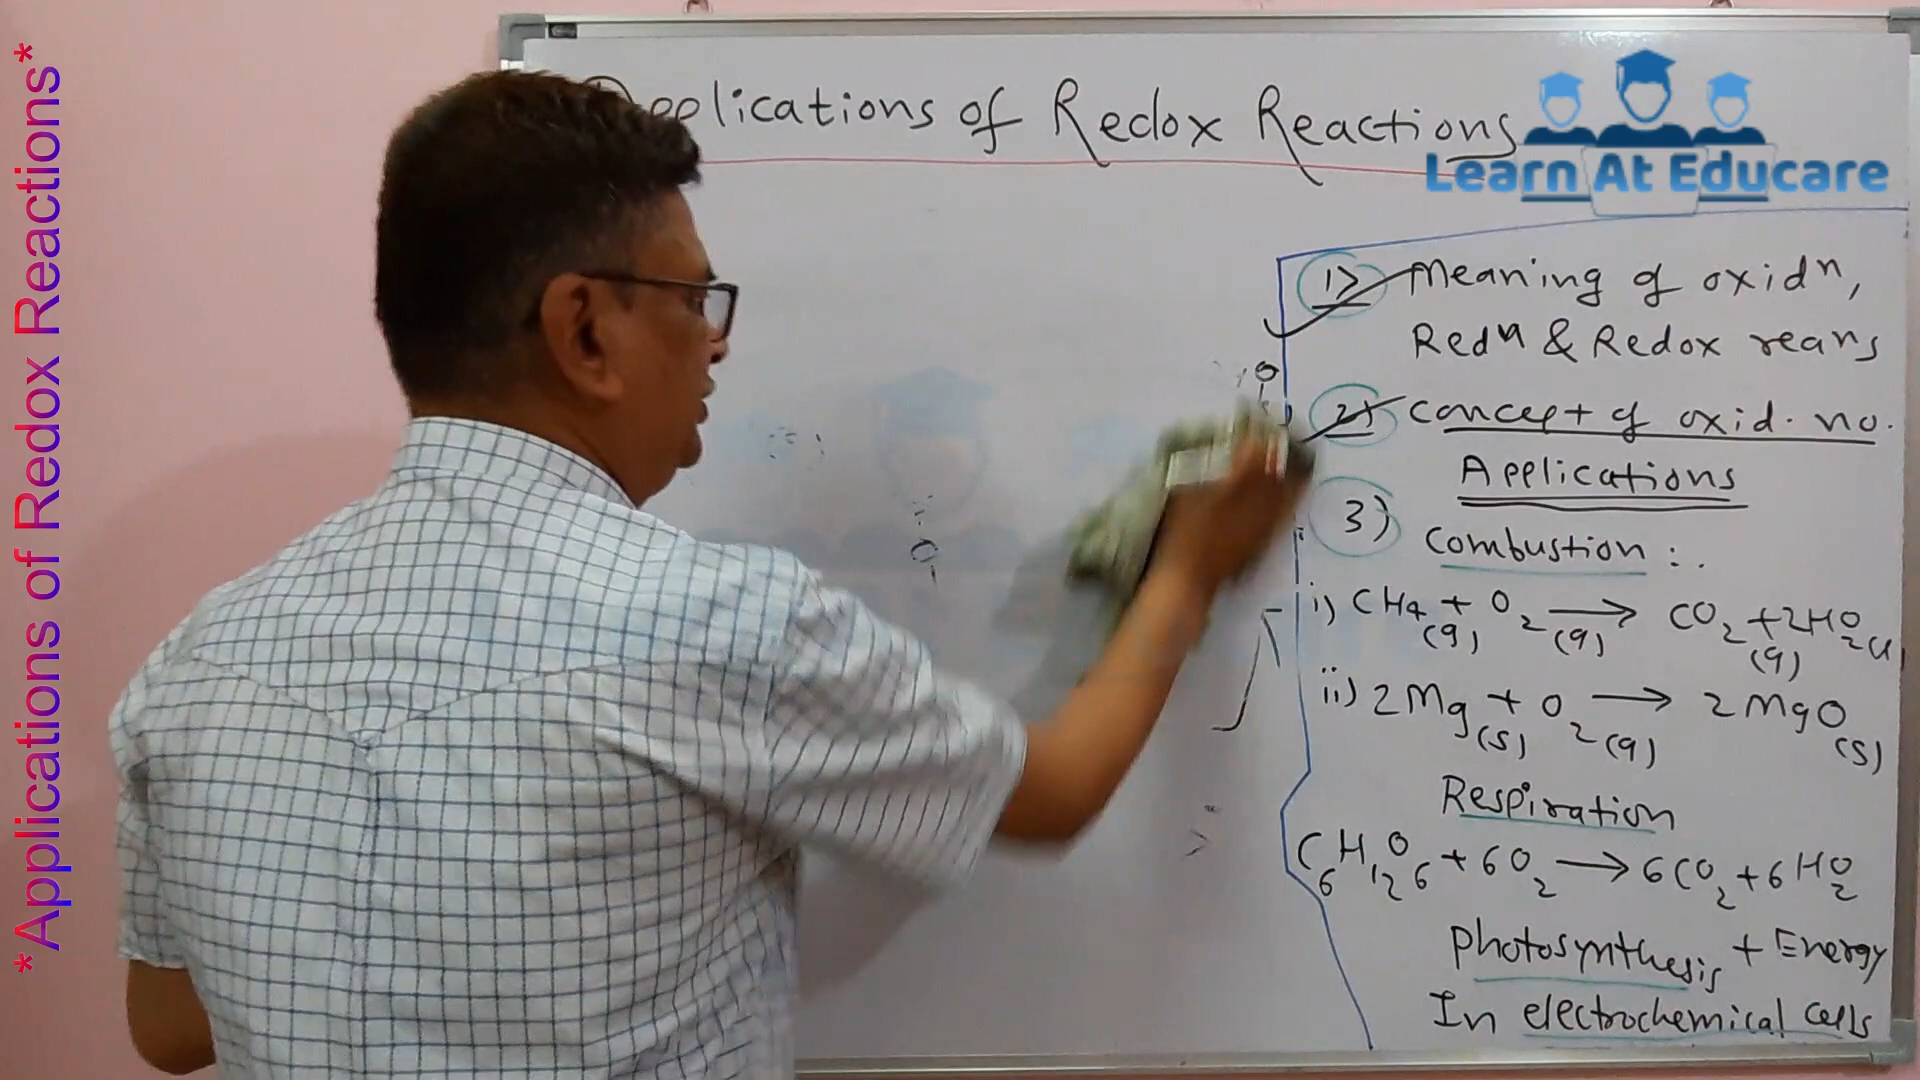 *Applications of Redox Reactions*
Applications of Redox Reactions
Learn At Educare
1) Meaning of oxidⁿ,
Redⁿ & Redox reacns
2) Concept of oxid. no.
Applications
3) Combustion :.
i) CH₄(g) + O₂(g) → CO₂(g) + 2H₂O(l)
ii) 2Mg(s) + O₂(g) → 2MgO(s)
Respiration
C₆H₁₂O₆ + 6O₂ → 6CO₂ + 6H₂O
+ Energy
Photosynthesis
In electrochemical cells